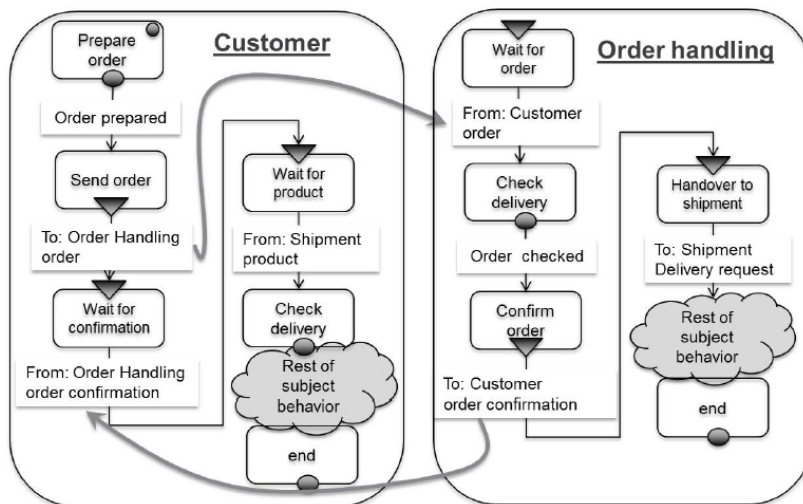 Customer
Prepare
order
Order prepared
Send order
To: Order Handling
order
Wait for
confirmation
From: Order Handling
order confirmation
Wait for
product
From: Shipment
product
Check
delivery
Rest of
subject
behavior
end
Order handling
Wait for
order
From: Customer
order
Check
delivery
Order checked
Confirm
order
To: Customer
order confirmation
Handover to
shipment
To: Shipment
Delivery request
Rest of
subject
behavior
end